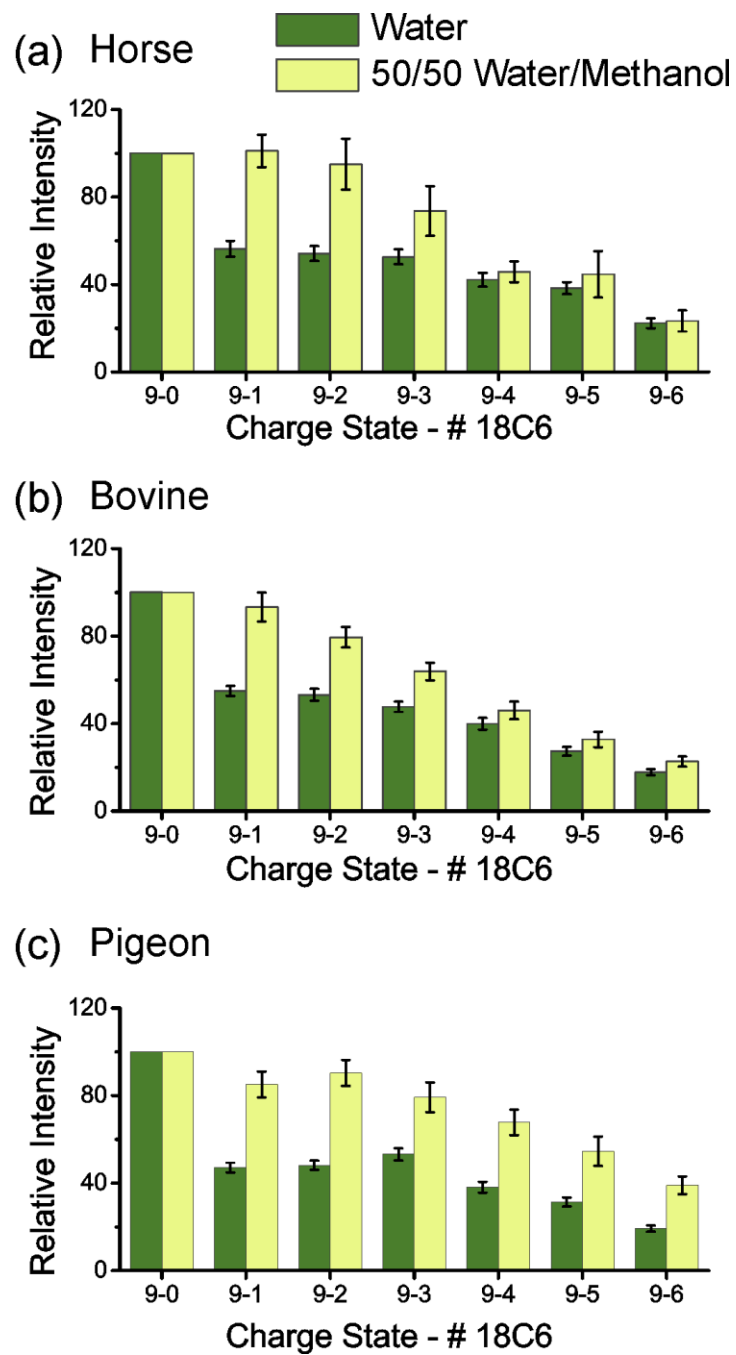 (a) Horse
Water
50/50 Water/Methanol
Relative Intensity
120
80
40
0
9-0 9-1 9-2 9-3 9-4 9-5 9-6
Charge State - # 18C6
(b) Bovine
Relative Intensity
120
80
40
0
9-0 9-1 9-2 9-3 9-4 9-5 9-6
Charge State - # 18C6
(c) Pigeon
Relative Intensity
120
80
40
0
9-0 9-1 9-2 9-3 9-4 9-5 9-6
Charge State - # 18C6